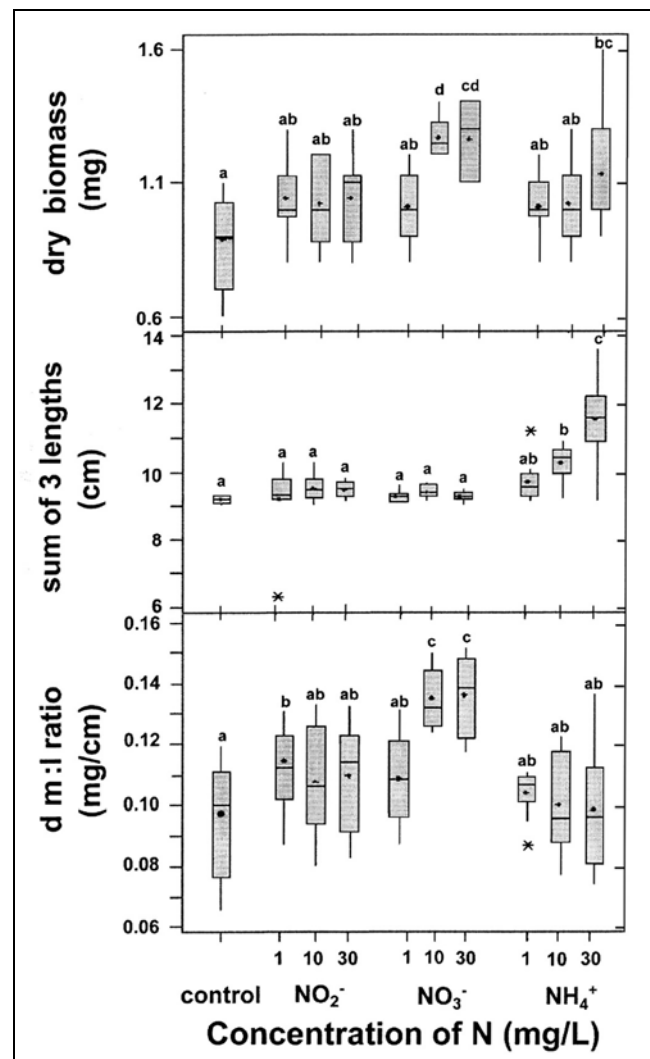 1.6
bc
d cd
ab ab ab ab ab ab
a
dry biomass
(mg)
1.1
0.6
14
c
12
b
ab
a a a a a a a
10
sum of 3 lengths
(cm)
8
6
0.16
c c
ab
0.14
b ab ab ab ab ab
a
0.12
d m :l ratio
(mg/cm)
0.10
0.08
0.06
1 10 30 1 10 30 1 10 30
control NO2- NO3- NH4+
Concentration of N (mg/L)